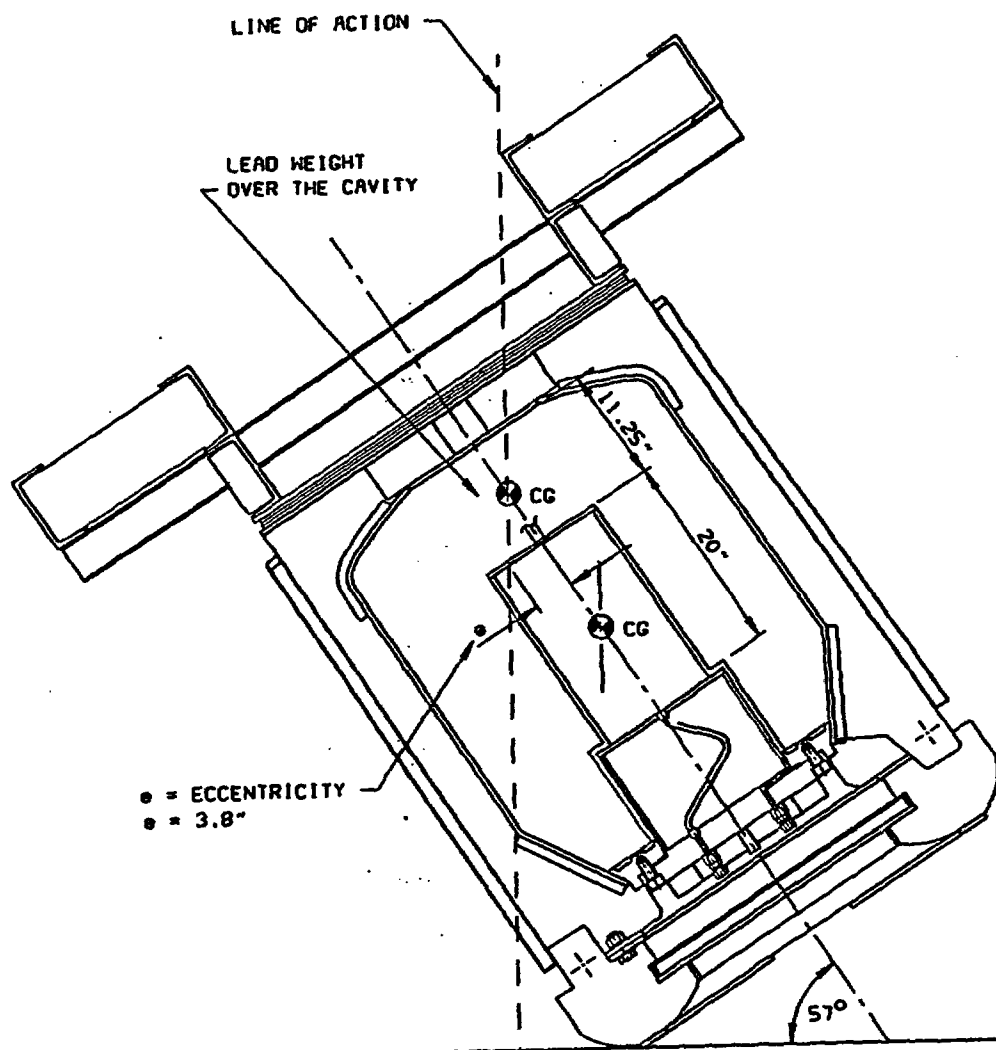 LINE OF ACTION
LEAD WEIGHT
OVER THE CAVITY
11.25"
CG
20"
CG
e
e = ECCENTRICITY
e = 3.8"
57°